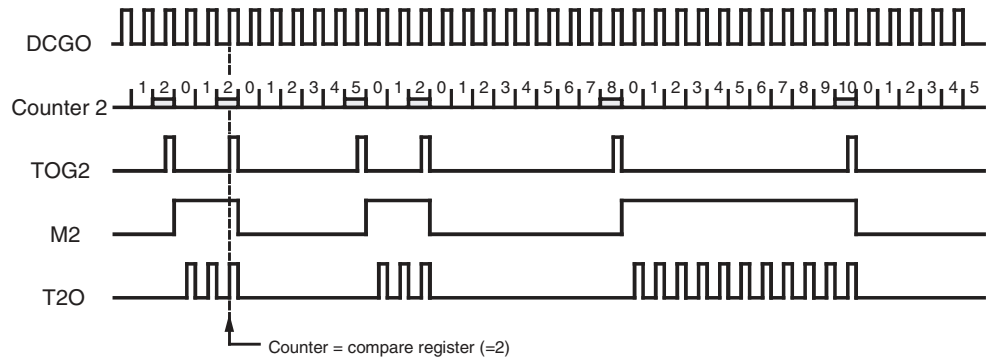 DCGO
1 2 0 1 2 0 1 2 3 4 5 0 1 2 0 1 2 3 4 5 6 7 8 0 1 2 3 4 5 6 7 8 9 10 0 1 2 3 4 5
Counter 2
TOG2
M2
T2O
Counter = compare register (=2)